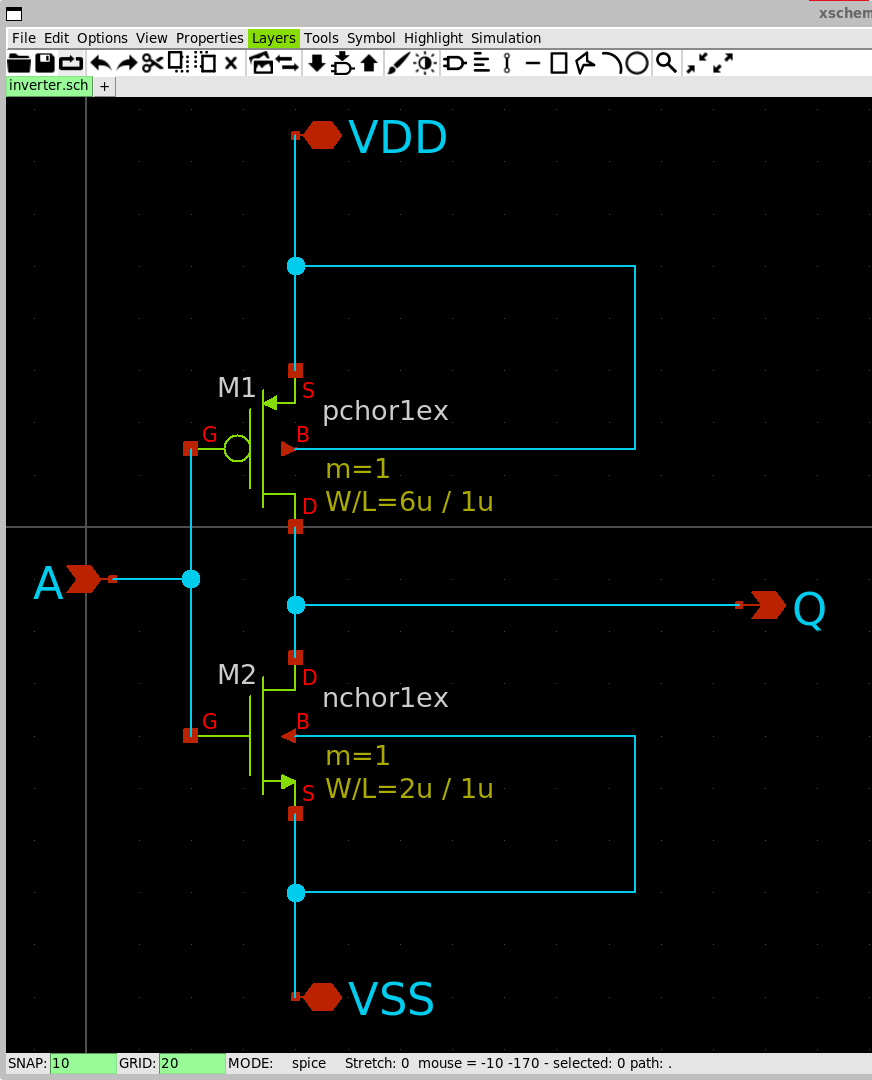 xschem
File Edit Options View Properties Layers Tools Symbol Highlight Simulation
inverter.sch +
VDD
M1
S
pchor1ex
G
B
m=1
D
W/L=6u / 1u
A
Q
M2
D
nchor1ex
G
B
m=1
S
W/L=2u / 1u
VSS
SNAP: 10 GRID: 20 MODE: spice Stretch: 0 mouse = -10 -170 - selected: 0 path: .